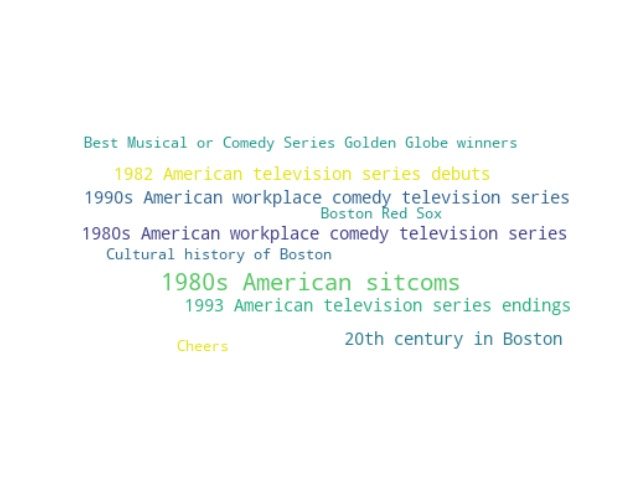 Best Musical or Comedy Series Golden Globe winners
1982 American television series debuts
1990s American workplace comedy television series
Boston Red Sox
1980s American workplace comedy television series
Cultural history of Boston
1980s American sitcoms
1993 American television series endings
20th century in Boston
Cheers